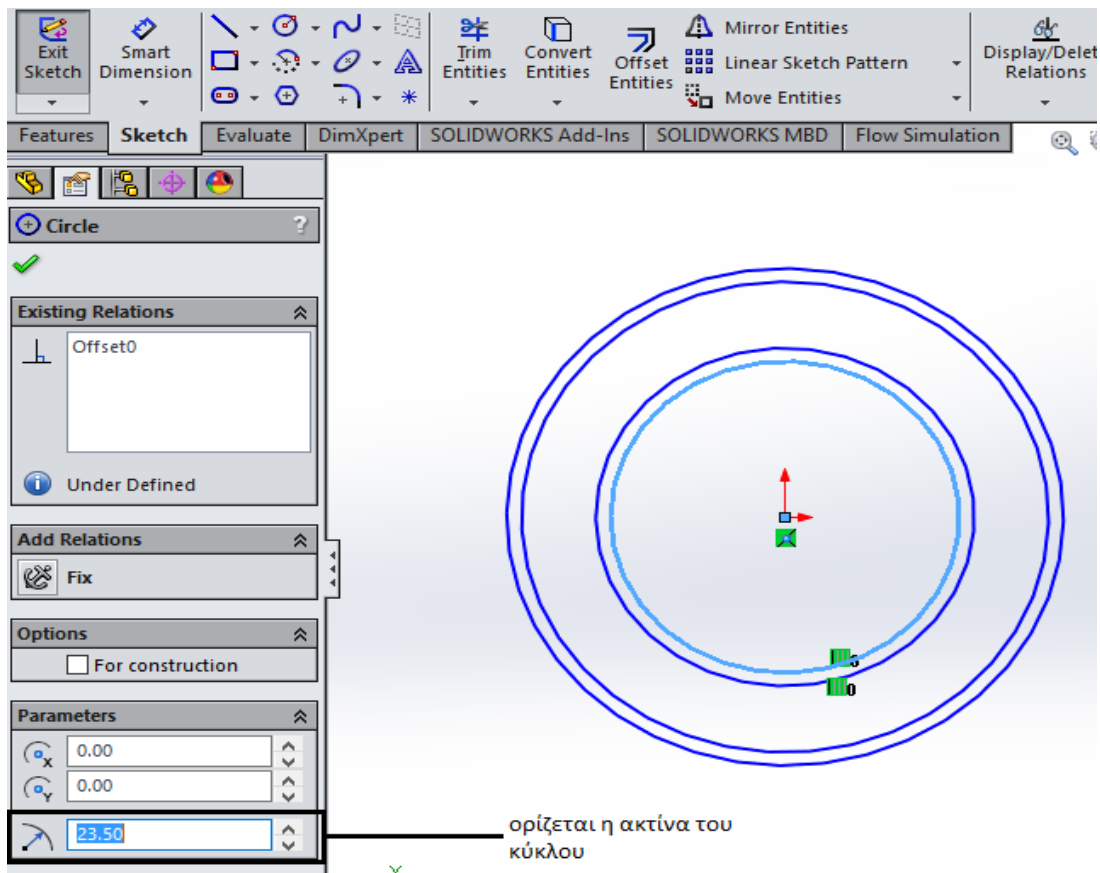 Exit Sketch
Smart Dimension
Trim Entities
Convert Entities
Offset Entities
Mirror Entities
Linear Sketch Pattern
Move Entities
Display/Delet Relations
Features Sketch Evaluate DimXpert SOLIDWORKS Add-Ins SOLIDWORKS MBD Flow Simulation
Circle ?
Existing Relations
Offset0
Under Defined
Add Relations
Fix
Options
For construction
Parameters
X 0.00
Y 0.00
23.50
ορίζεται η ακτίνα του
κύκλου
0